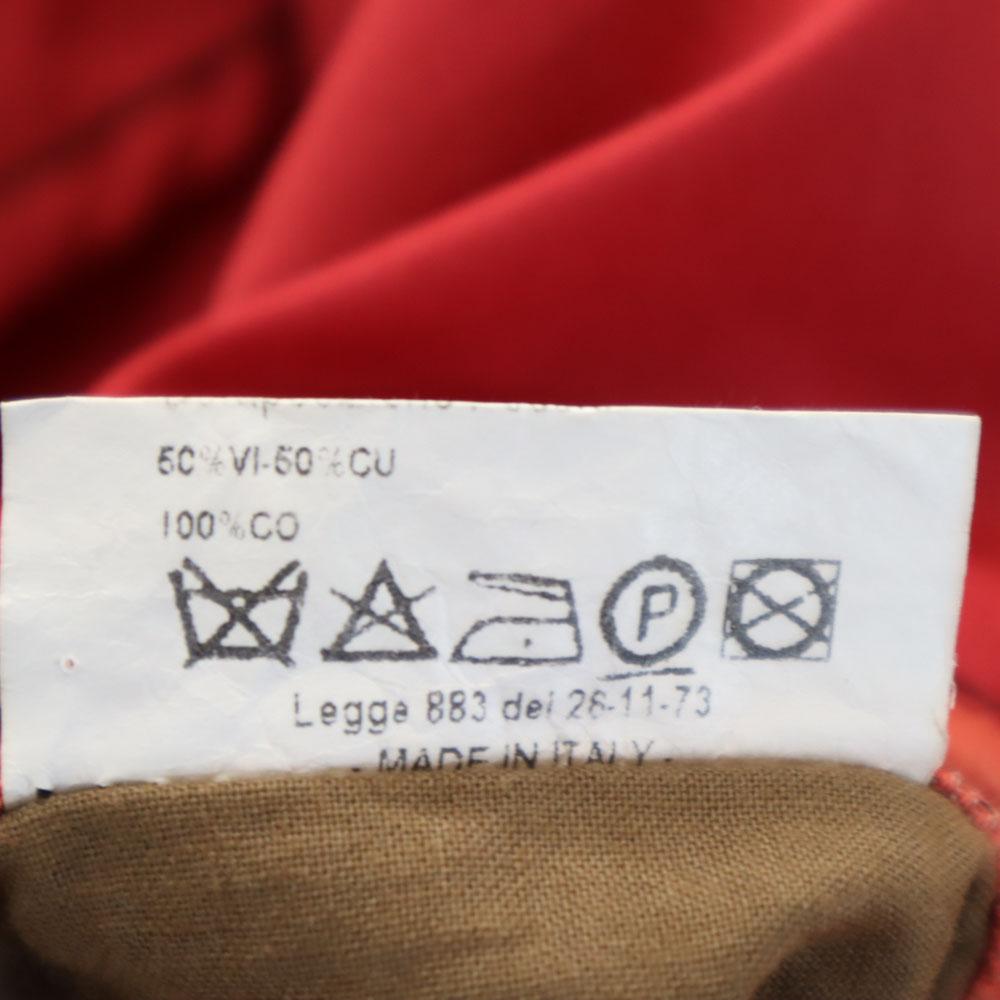 50%VI-50%CU
100%CO
P
Legge 883 del 26-11-73
- MADE IN ITALY -